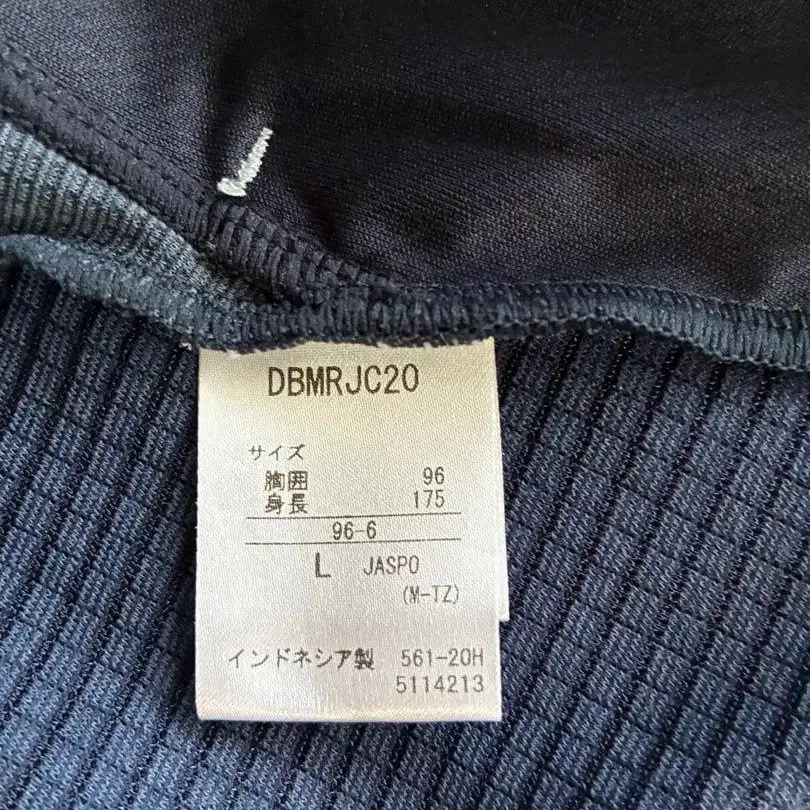 DBMRJC20
サイズ
胸囲 96
身長 175
96-6
L JASPO
(M-TZ)
インドネシア製 561-20H
5114213